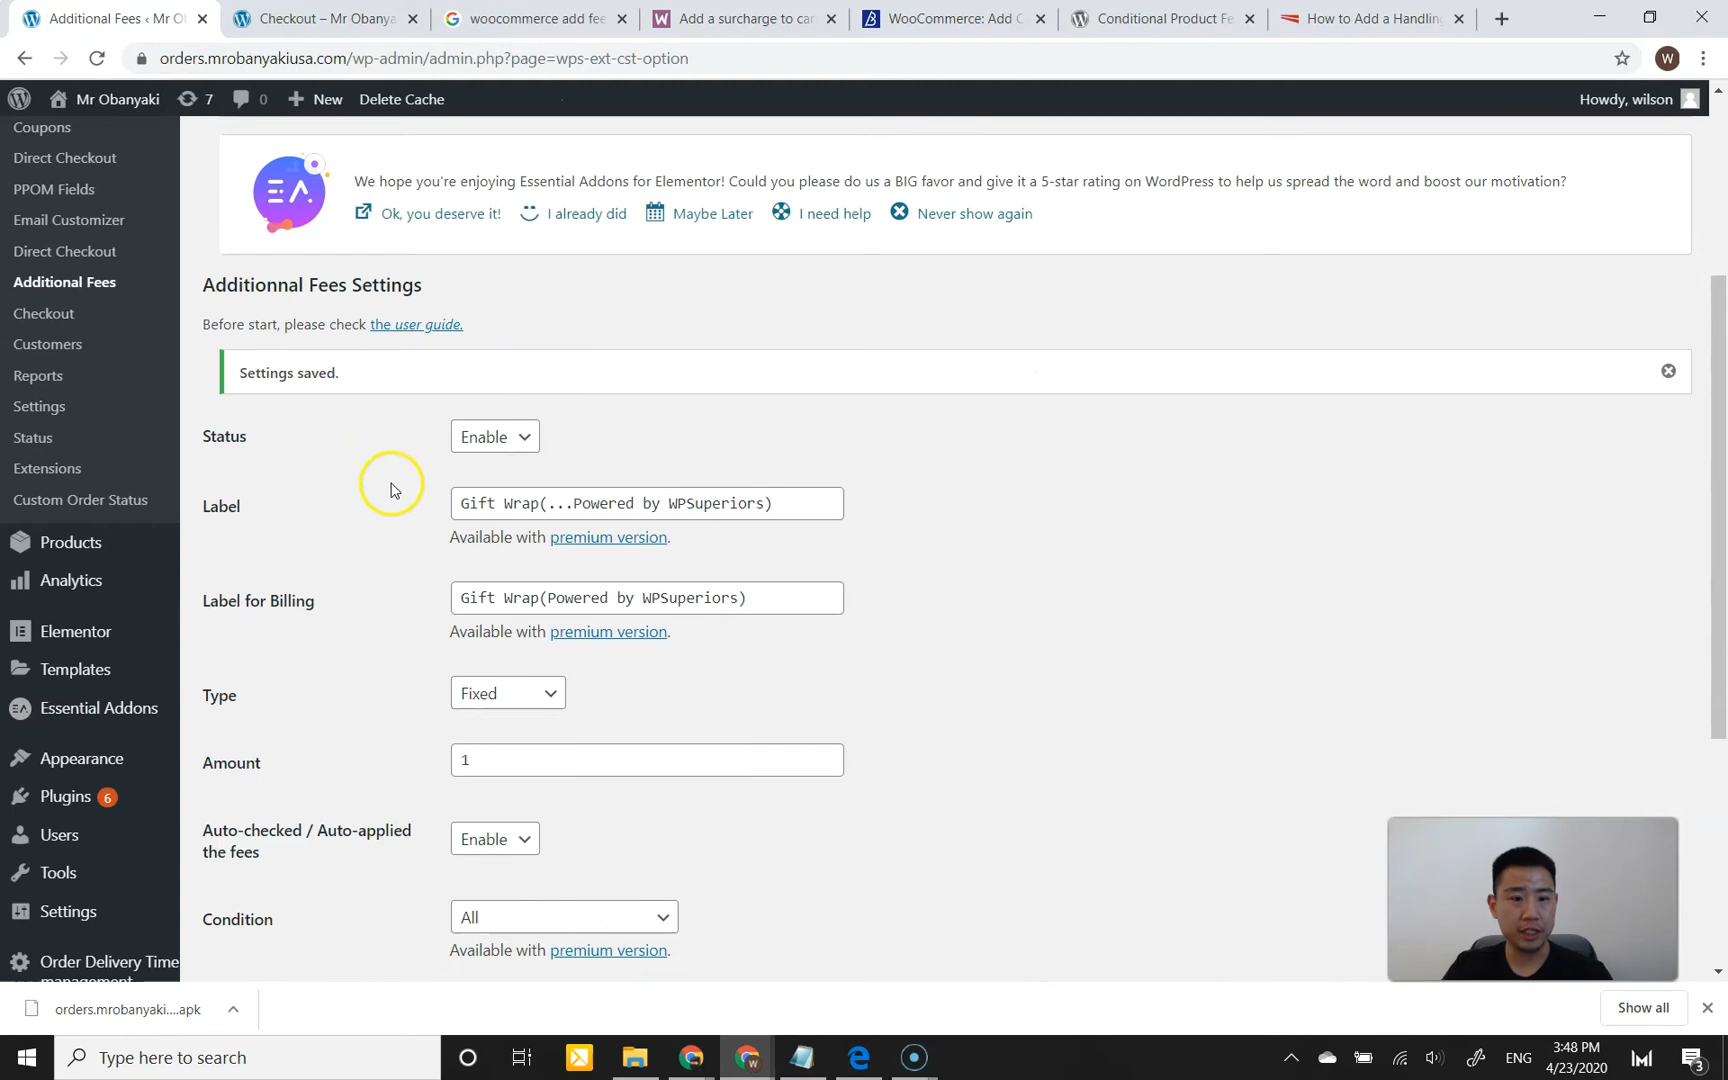 Additional Fees ‹ Mr O
Checkout – Mr Obanya
woocommerce add fee
Add a surcharge to car
WooCommerce: Add C
Conditional Product Fe
How to Add a Handling
orders.mrobanyakiusa.com/wp-admin/admin.php?page=wps-ext-cst-option
W
Mr Obanyaki
7
0
New
Delete Cache
Howdy, wilson
Coupons
Direct Checkout
PPOM Fields
Email Customizer
Direct Checkout
Additional Fees
Checkout
Customers
Reports
Settings
Status
Extensions
Custom Order Status
Products
Analytics
Elementor
Templates
Essential Addons
Appearance
Plugins 6
Users
Tools
Settings
Order Delivery Time
We hope you're enjoying Essential Addons for Elementor! Could you please do us a BIG favor and give it a 5-star rating on WordPress to help us spread the word and boost our motivation?
Ok, you deserve it!
I already did
Maybe Later
I need help
Never show again
Additionnal Fees Settings
Before start, please check the user guide.
Settings saved.
Status
Enable
Label
Gift Wrap(...Powered by WPSuperiors)
Available with premium version.
Label for Billing
Gift Wrap(Powered by WPSuperiors)
Available with premium version.
Type
Fixed
Amount
1
Auto-checked / Auto-applied
the fees
Enable
Condition
All
Available with premium version.
orders.mrobanyaki....apk
Show all
Type here to search
ENG
3:48 PM
4/23/2020
3